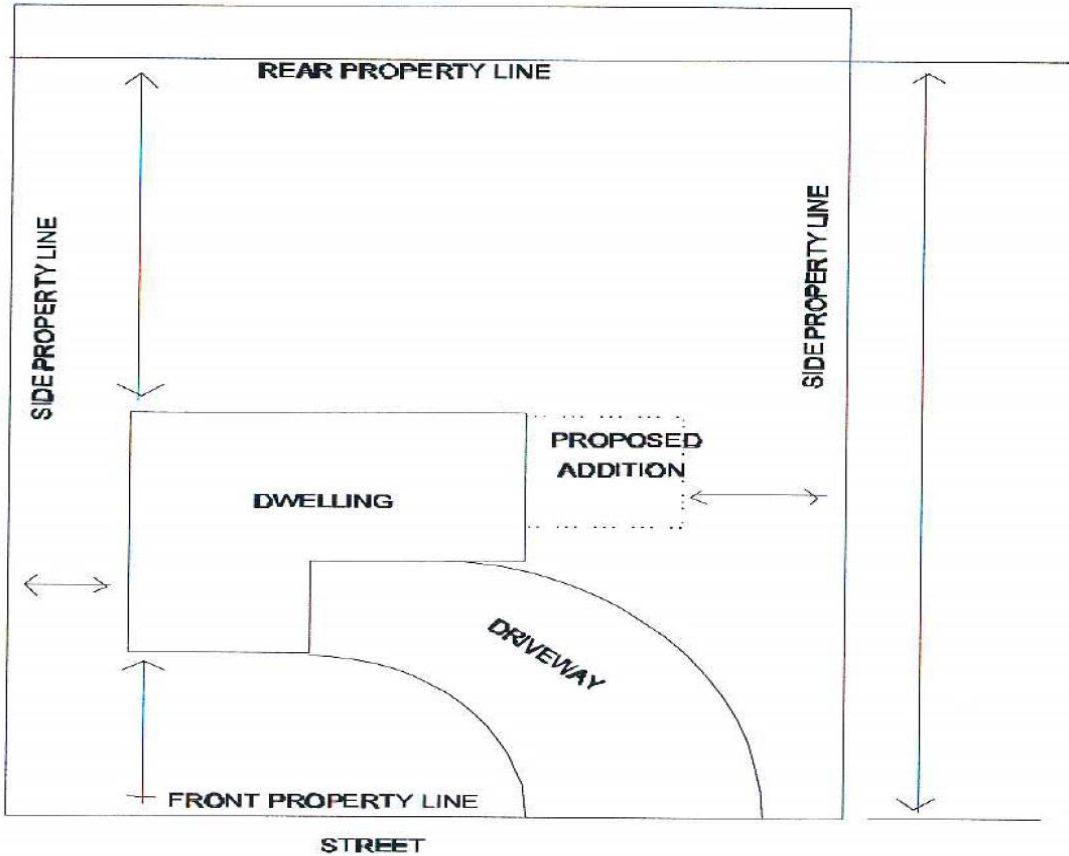 REAR PROPERTY LINE
SIDE PROPERTY LINE
SIDE PROPERTY LINE
PROPOSED
ADDITION
DWELLING
DRIVEWAY
FRONT PROPERTY LINE
STREET